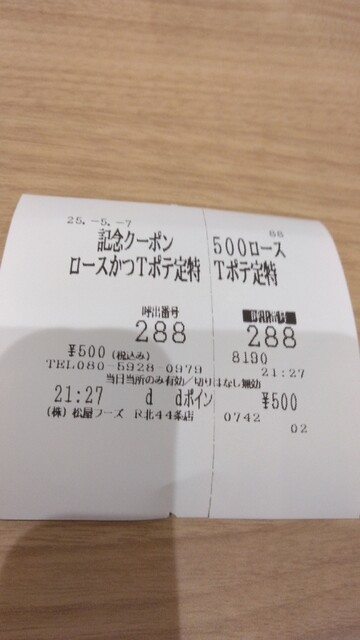 25.-5.-7
88
記念クーポン 500ロース
ロースかつTポテ定特 Tポテ定特
呼出番号
288 288
¥500(税込み) 8190
TEL080-5928-0979 21:27
当日当所のみ有効/切りはなし無効
21:27 d dポイン ¥500
(株)松屋フーズ R北44条店 0742
02